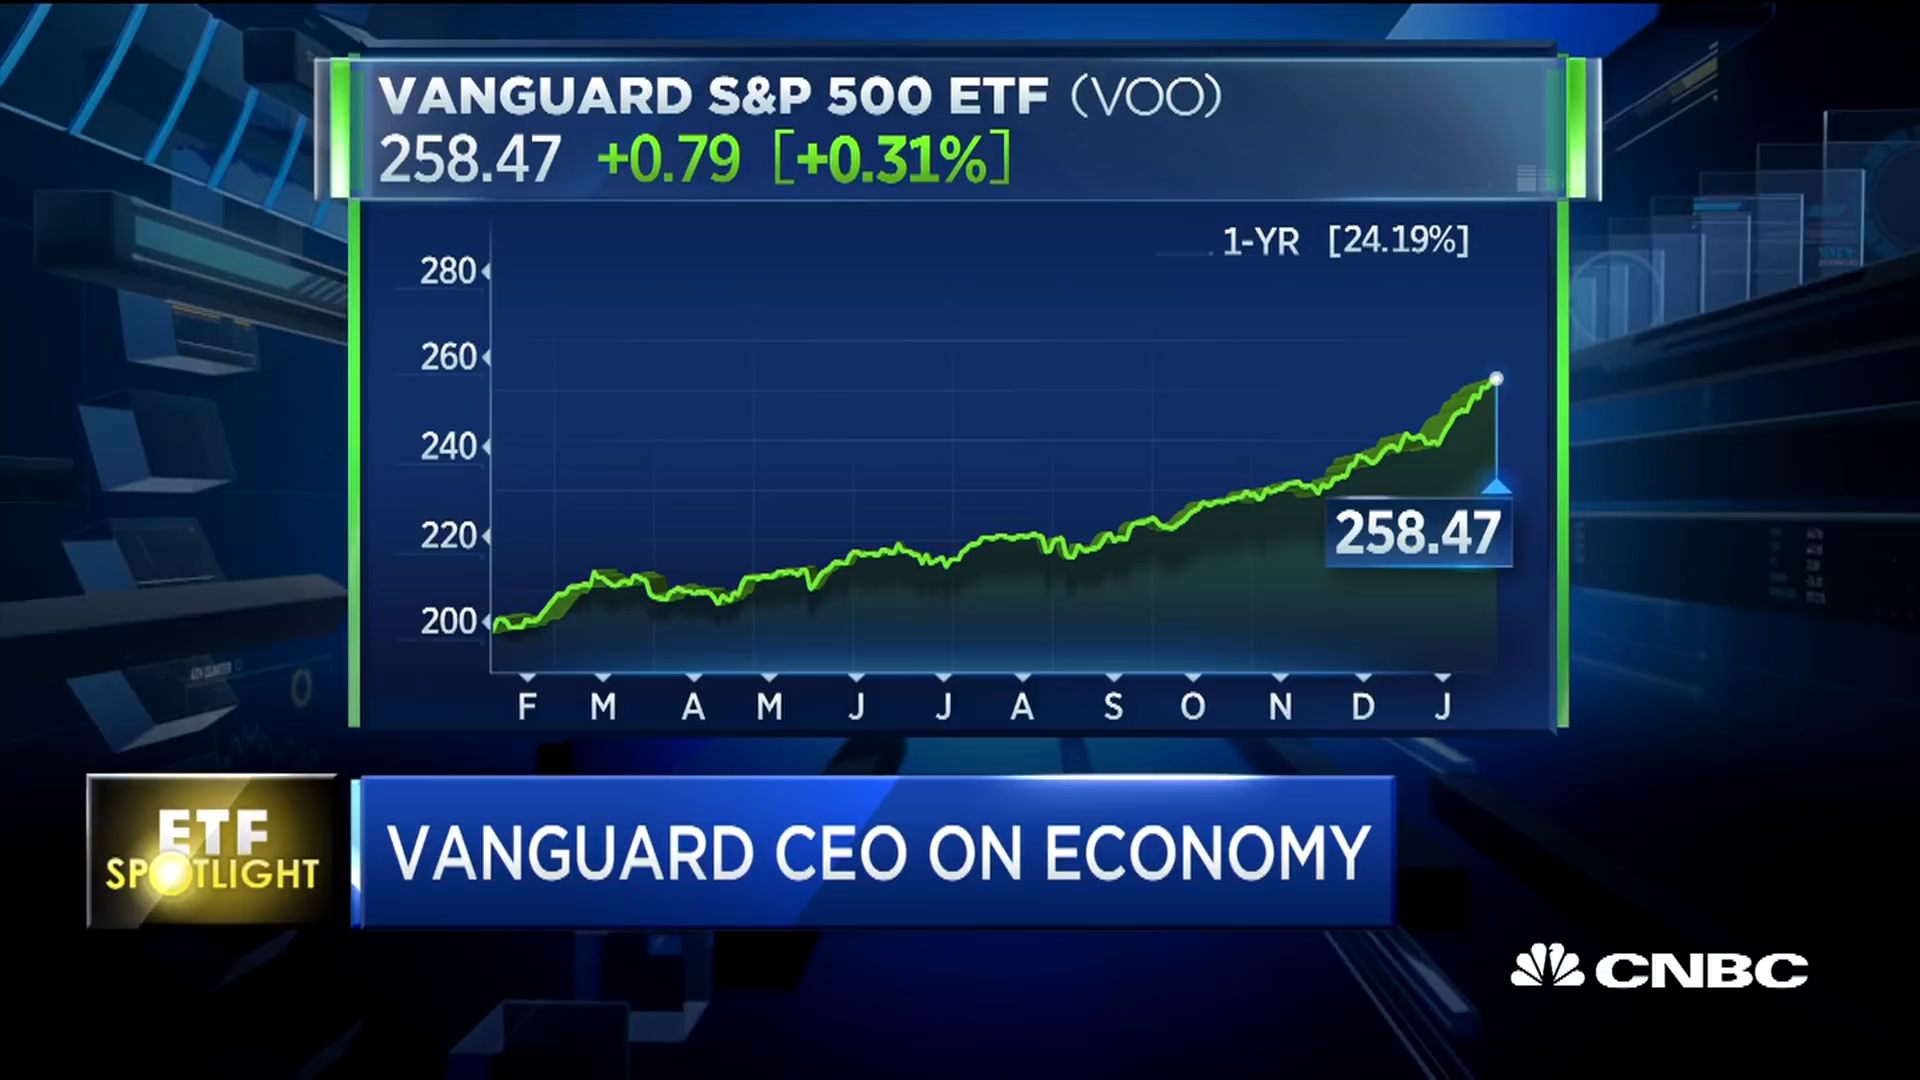 VANGUARD S&P 500 ETF (VOO)
258.47 +0.79 [+0.31%]
1-YR [24.19%]
280
260
240
220
200
258.47
F M A M J J A S O N D J
ETF
SPOTLIGHT
VANGUARD CEO ON ECONOMY
CNBC